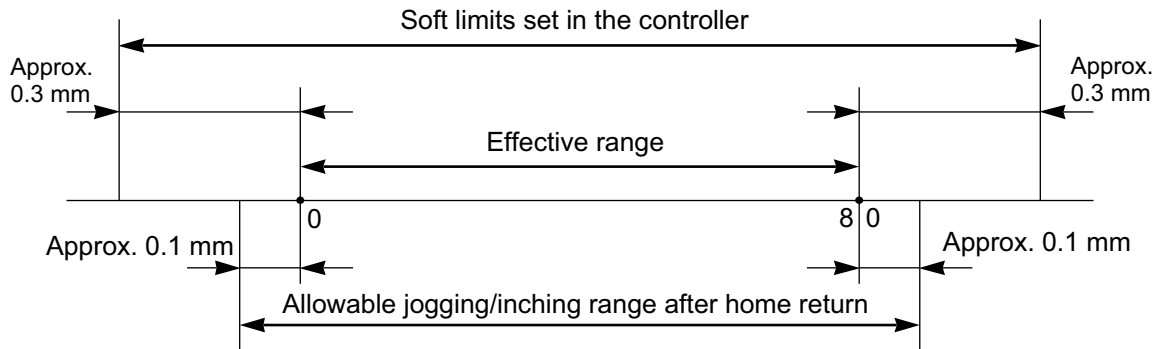 Soft limits set in the controller
Approx.
0.3 mm
Approx.
0.3 mm
Effective range
0
8 0
Approx. 0.1 mm
Approx. 0.1 mm
Allowable jogging/inching range after home return